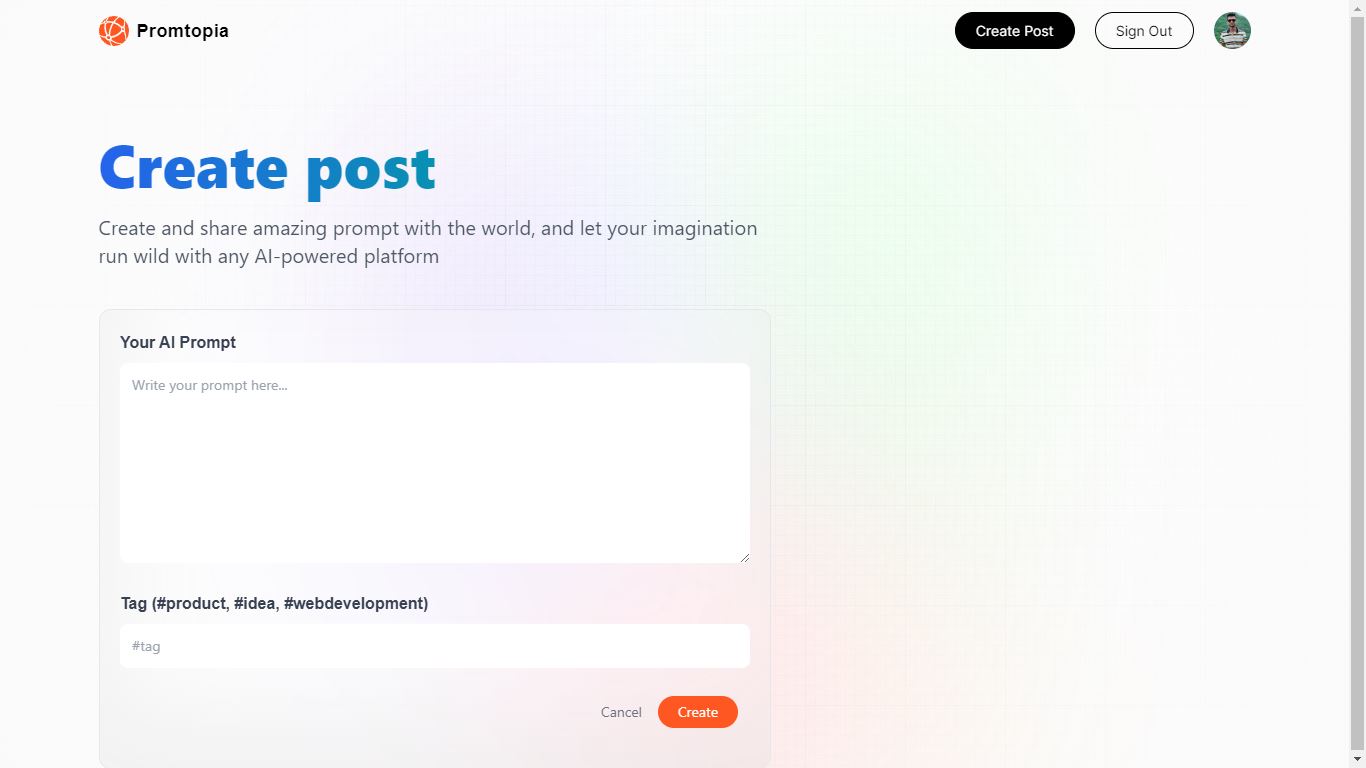 Promtopia
Create Post
Sign Out
Create post
Create and share amazing prompt with the world, and let your imagination
run wild with any AI-powered platform
Your AI Prompt
Write your prompt here...
Tag (#product, #idea, #webdevelopment)
#tag
Cancel
Create